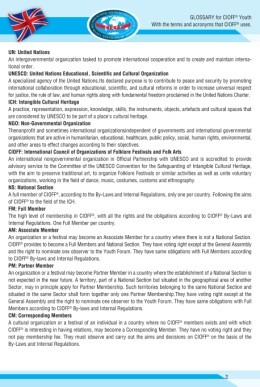 GLOSSARY for CIOFF® Youth
With the terms and acronyms that CIOFF® uses.
UN: United Nations
An intergovernmental organization tasked to promote international cooperation and to create and maintain interna-
tional order.
UNESCO: United Nations Educational, Scientific and Cultural Organization
A specialized agency of the United Nations.Its declared purpose is to contribute to peace and security by promoting
international collaboration through educational, scientific, and cultural reforms in order to increase universal respect
for justice, the rule of law, and human rights along with fundamental freedom proclaimed in the United Nations Charter.
ICH: Intangible Cultural Heritage
A practice, representation, expression, knowledge, skills, the instruments, objects, artefacts and cultural spaces that
are considered by UNESCO to be part of a place's cultural heritage.
NGO: Non-Governmental Organization
Thenonprofit and sometimes international organizationsindependent of governments and international governmental
organizations that are active in humanitarian, educational, healthcare, public policy, social, human rights, environmental,
and other areas to effect changes according to their objectives.
CIOFF: International Council of Organizations of Folklore Festivals and Folk Arts
An international nongovernmental organization in Official Partnership with UNESCO and is accredited to provide
advisory service to the Committee of the UNESCO Convention for the Safeguarding of Intangible Cultural Heritage,
with the aim to preserve traditional art, to organize Folklore Festivals or similar activities as well as unite voluntary
organizations, working in the field of dance, music, costumes, customs and ethnography.
NS: National Section
A full member of CIOFF®, according to the By-Laws and Internal Regulations, only one per country. Following the aims
of CIOFF® to the field of the ICH.
FM: Full Member
The high level of membership in CIOFF®, with all the rights and the obligations according to CIOFF® By-Laws and
Internal Regulations. One Full Member per country.
AM: Associate Member
An organization or a festival may become an Associate Member for a country where there is not a National Section.
CIOFF® provides to become a Full Members and National Section. They have voting right except at the General Assembly
and the right to nominate one observer to the Youth Forum. They have same obligations with Full Members according
to CIOFF® By-laws and Internal Regulations.
PM: Partner Member
An organization or a festival may become Partner Member in a country where the establishment of a National Section is
not expected in the near future. A territory, part of a National Section but situated in the geographical area of another
Sector, may in principle apply for Partner Membership. Such territories belonging to the same National Section and
situated in the same Sector shall form together only one Partner Membership.They have voting right except at the
General Assembly and the right to nominate one observer to the Youth Forum. They have same obligations with Full
Members according to CIOFF® By-laws and Internal Regulations.
CM: Corresponding Members
A cultural organization or a festival of an individual in a country where no CIOFF® members exists and with which
CIOFF® is interesting in having relations, may become a Corresponding Member. They have no voting right and they
not pay membership fee. They must observe and carry out the aims and decisions on CIOFF® on the basis of the
By-Laws and Internal Regulations.
2